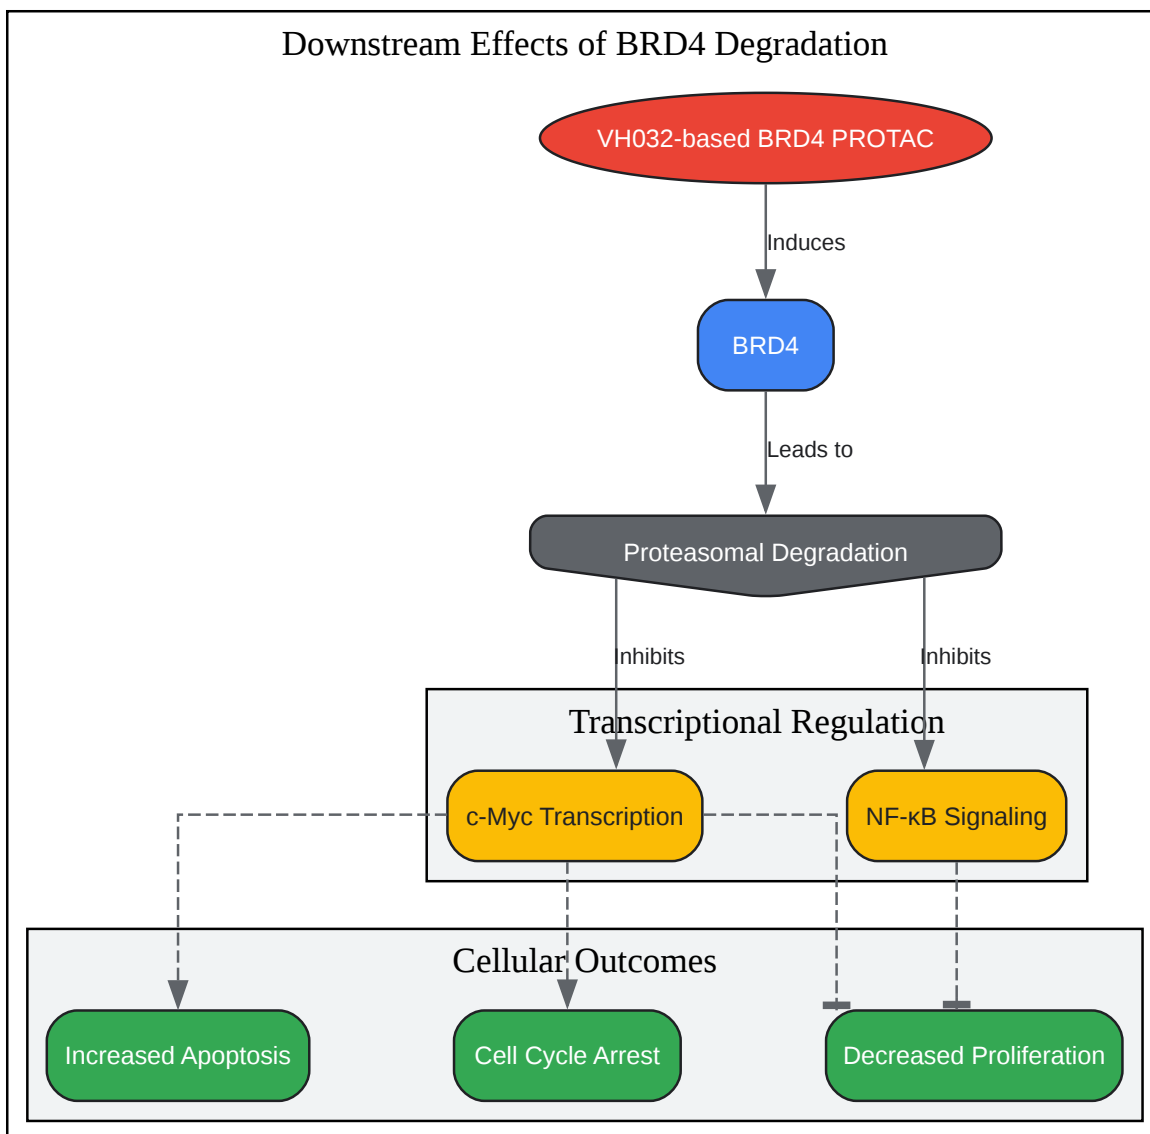 Downstream Effects of BRD4 Degradation
VH032-based BRD4 PROTAC
Induces
BRD4
Leads to
Proteasomal Degradation
Inhibits
Inhibits
Transcriptional Regulation
c-Myc Transcription
NF-κB Signaling
Cellular Outcomes
Increased Apoptosis
Cell Cycle Arrest
Decreased Proliferation